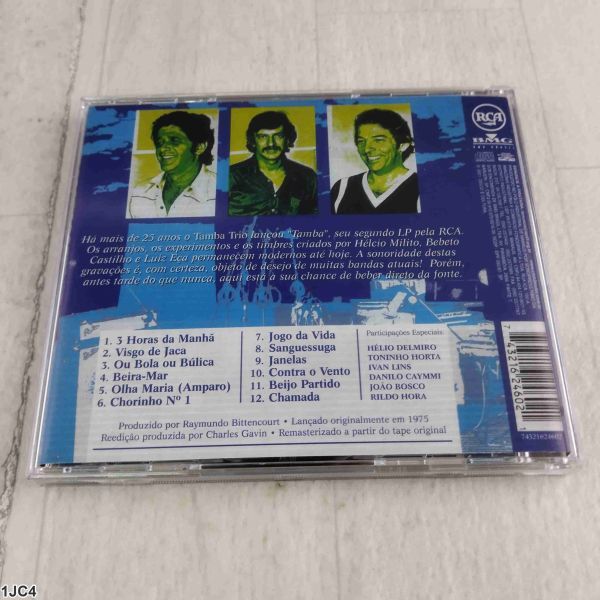 RCA
BMG
Há mais de 25 anos o Tamba Trio lançou "Tamba", seu segundo LP pela RCA.
Os arranjos, os experimentos e os timbres criados por Hélcio Milito, Bebeto
Castilho e Luiz Eça permanecem modernos até hoje. A sonoridade destas
gravações é, com certeza, objeto de desejo de muitas bandas atuais! Porém,
antes tarde do que nunca, aqui está a sua chance de beber direto da fonte.
1. 3 Horas da Manhã
2. Visgo de Jaca
3. Ou Bola ou Búlica
4. Beira-Mar
5. Olha Maria (Amparo)
6. Chorinho Nº 1
7. Jogo da Vida
8. Sanguessuga
9. Janelas
10. Contra o Vento
11. Beijo Partido
12. Chamada
Participações Especiais:
HÉLIO DELMIRO
TONINHO HORTA
IVAN LINS
DANILO CAYMMI
JOÃO BOSCO
RILDO HORA
Produzido por Raymundo Bittencourt • Lançado originalmente em 1975
Reedição produzida por Charles Gavin • Remasterizado a partir do tape original
7 43216 24602
74321624602
1JC4